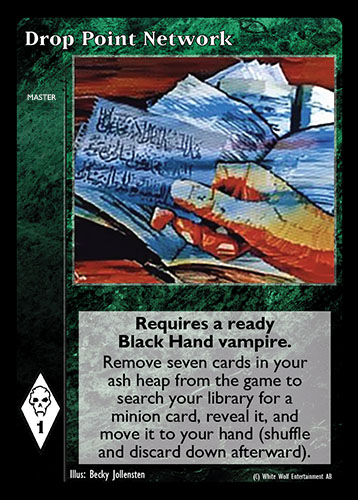 Drop Point Network
MASTER
Requires a ready
Black Hand vampire.
Remove seven cards in your
ash heap from the game to
search your library for a
minion card, reveal it, and
move it to your hand (shuffle
and discard down afterward).
1
Illus: Becky Jollensten
(C) White Wolf Entertainment AB